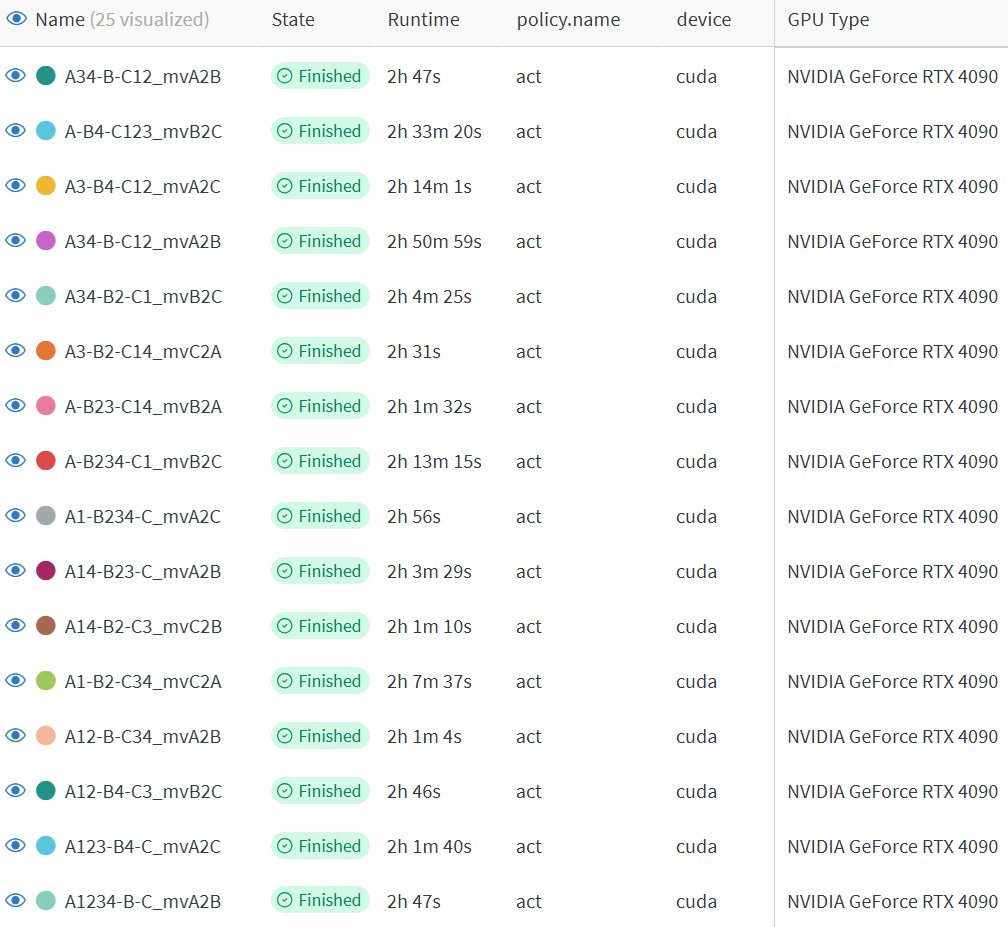 Name (25 visualized) State Runtime policy.name device GPU Type
A34-B-C12_mvA2B Finished 2h 47s act cuda NVIDIA GeForce RTX 4090
A-B4-C123_mvB2C Finished 2h 33m 20s act cuda NVIDIA GeForce RTX 4090
A3-B4-C12_mvA2C Finished 2h 14m 1s act cuda NVIDIA GeForce RTX 4090
A34-B-C12_mvA2B Finished 2h 50m 59s act cuda NVIDIA GeForce RTX 4090
A34-B2-C1_mvB2C Finished 2h 4m 25s act cuda NVIDIA GeForce RTX 4090
A3-B2-C14_mvC2A Finished 2h 31s act cuda NVIDIA GeForce RTX 4090
A-B23-C14_mvB2A Finished 2h 1m 32s act cuda NVIDIA GeForce RTX 4090
A-B234-C1_mvB2C Finished 2h 13m 15s act cuda NVIDIA GeForce RTX 4090
A1-B234-C_mvA2C Finished 2h 56s act cuda NVIDIA GeForce RTX 4090
A14-B23-C_mvA2B Finished 2h 3m 29s act cuda NVIDIA GeForce RTX 4090
A14-B2-C3_mvC2B Finished 2h 1m 10s act cuda NVIDIA GeForce RTX 4090
A1-B2-C34_mvC2A Finished 2h 7m 37s act cuda NVIDIA GeForce RTX 4090
A12-B-C34_mvA2B Finished 2h 1m 4s act cuda NVIDIA GeForce RTX 4090
A12-B4-C3_mvB2C Finished 2h 46s act cuda NVIDIA GeForce RTX 4090
A123-B4-C_mvA2C Finished 2h 1m 40s act cuda NVIDIA GeForce RTX 4090
A1234-B-C_mvA2B Finished 2h 47s act cuda NVIDIA GeForce RTX 4090